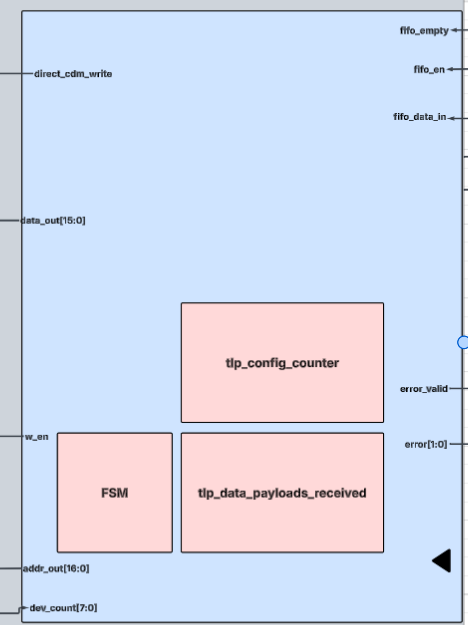 fifo_empty
fifo_en
direct_cdm_write
fifo_data_in
data_out[15:0]
tlp_config_counter
error_valid
w_en
error[1:0]
FSM
tlp_data_payloads_received
addr_out[16:0]
dev_count[7:0]